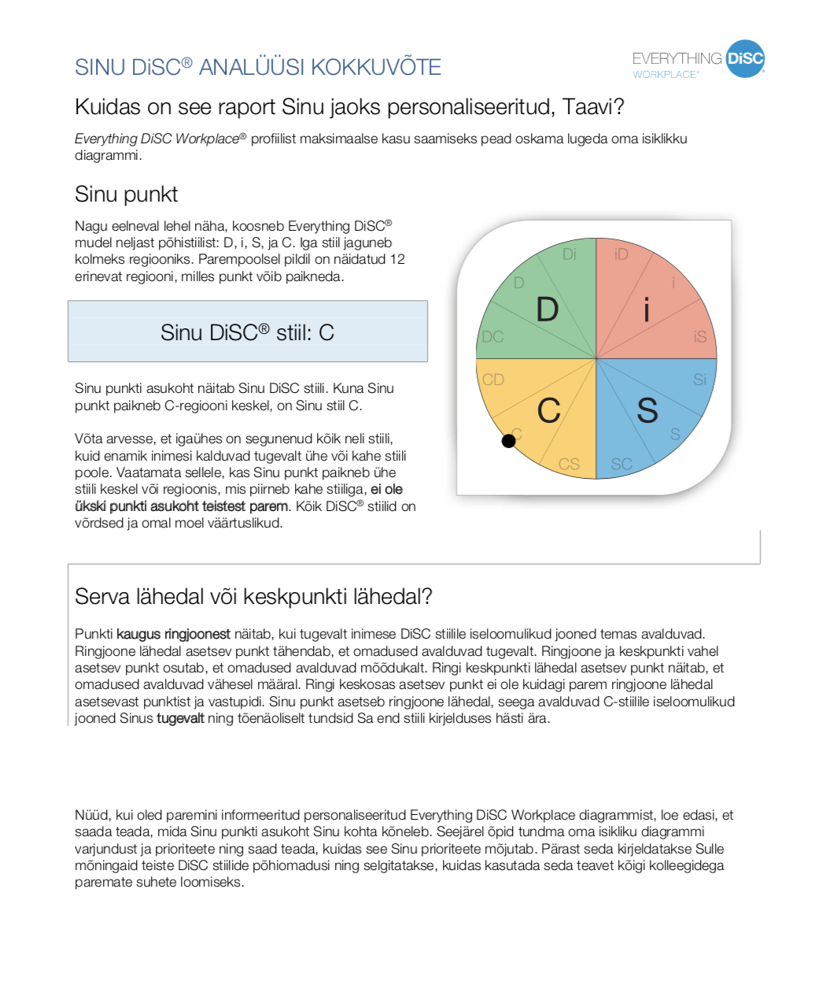 SINU DiSC® ANALÜÜSI KOKKUVÕTE
EVERYTHING DiSC®
WORKPLACE®
Kuidas on see raport Sinu jaoks personaliseeritud, Taavi?
Everything DiSC Workplace® profiilist maksimaalse kasu saamiseks pead oskama lugeda oma isiklikku
diagrammi.
Sinu punkt
Nagu eelneval lehel näha, koosneb Everything DiSC®
mudel neljast põhistiilist: D, i, S, ja C. Iga stiil jaguneb
kolmeks regiooniks. Parempoolsel pildil on näidatud 12
erinevat regiooni, milles punkt võib paikneda.
Sinu DiSC® stiil: C
Sinu punkti asukoht näitab Sinu DiSC stiili. Kuna Sinu
punkt paikneb C-regiooni keskel, on Sinu stiil C.
Võta arvesse, et igaühes on segunenud kõik neli stiili,
kuid enamik inimesi kalduvad tugevalt ühe või kahe stiili
poole. Vaatamata sellele, kas Sinu punkt paikneb ühe
stiili keskel või regioonis, mis piirneb kahe stiiliga, ei ole
ükski punkti asukoht teistest parem. Kõik DiSC® stiilid on
võrdsed ja omal moel väärtuslikud.
Di iD
D i
D i
DC iS
CD Si
C S
C S
CS SC
Serva lähedal või keskpunkti lähedal?
Punkti kaugus ringjoonest näitab, kui tugevalt inimese DiSC stiilile iseloomulikud jooned temas avalduvad.
Ringjoone lähedal asetsev punkt tähendab, et omadused avalduvad tugevalt. Ringjoone ja keskpunkti vahel
asetsev punkt osutab, et omadused avalduvad mõõdukalt. Ringi keskpunkti lähedal asetsev punkt näitab, et
omadused avalduvad vähesel määral. Ringi keskosas asetsev punkt ei ole kuidagi parem ringjoone lähedal
asetsevast punktist ja vastupidi. Sinu punkt asetseb ringjoone lähedal, seega avalduvad C-stiilile iseloomulikud
jooned Sinus tugevalt ning tõenäoliselt tundsid Sa end stiili kirjelduses hästi ära.
Nüüd, kui oled paremini informeeritud personaliseeritud Everything DiSC Workplace diagrammist, loe edasi, et
saada teada, mida Sinu punkti asukoht Sinu kohta kõneleb. Seejärel õpid tundma oma isikliku diagrammi
varjundust ja prioriteete ning saad teada, kuidas see Sinu prioriteete mõjutab. Pärast seda kirjeldatakse Sulle
mõningaid teiste DiSC stiilide põhiomadusi ning selgitatakse, kuidas kasutada seda teavet kõigi kolleegidega
paremate suhete loomiseks.